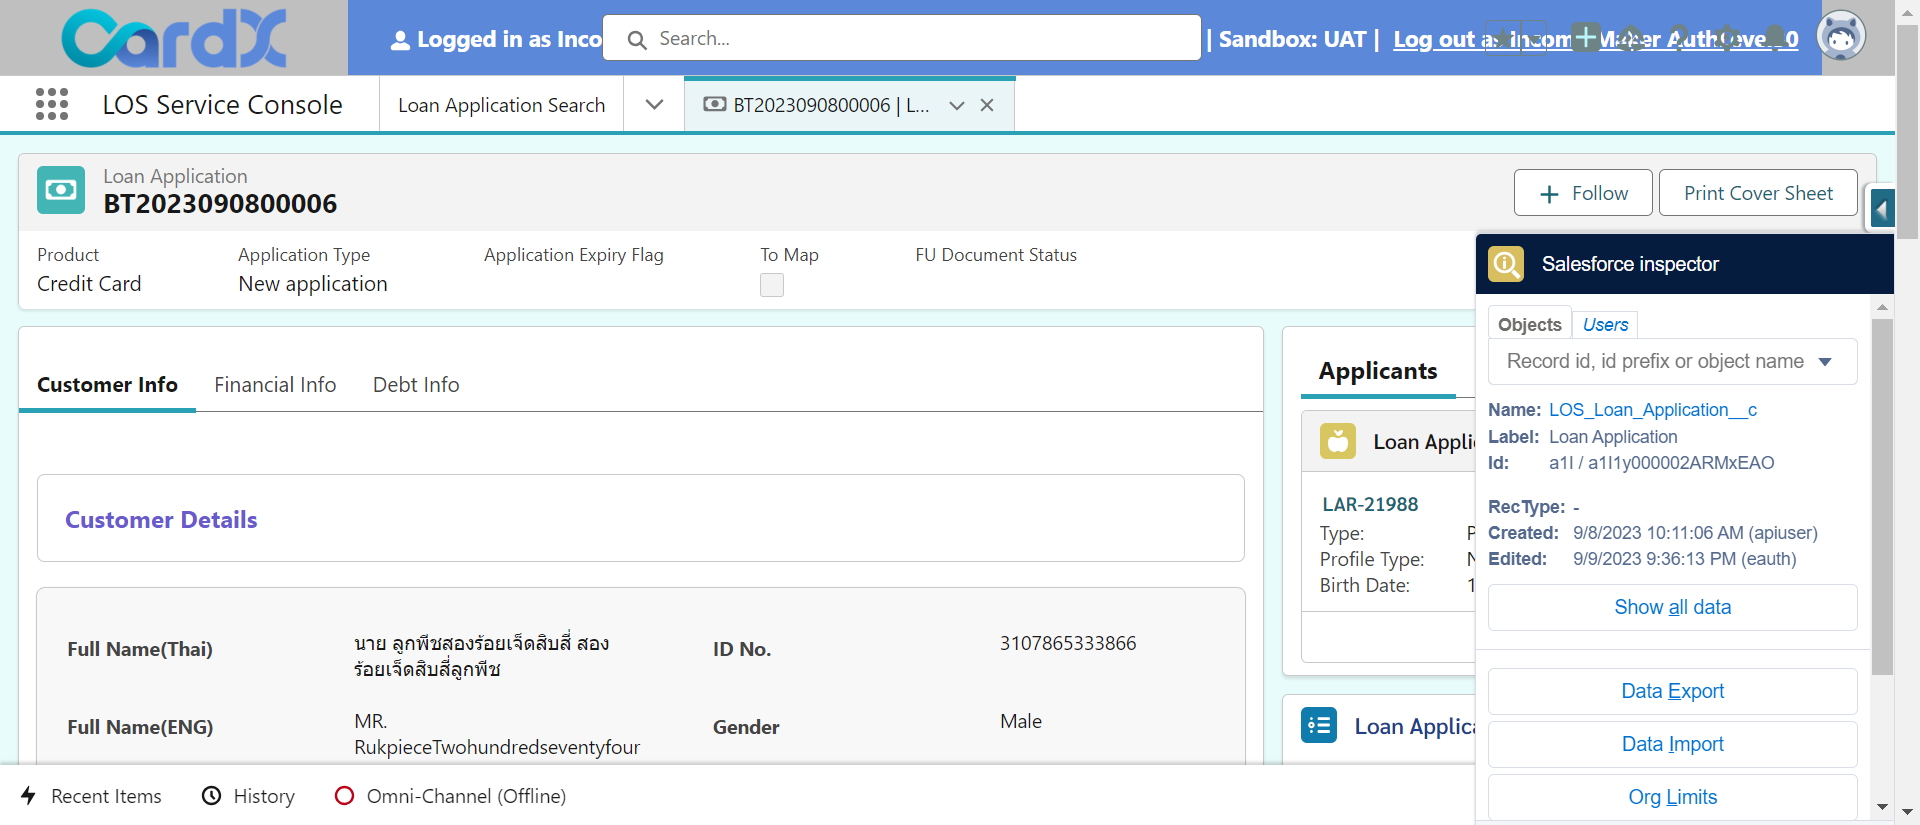 CardX
Logged in as Inco
Search...
| Sandbox: UAT |
LOS Service Console
Loan Application Search
BT2023090800006 | L...
Loan Application
BT2023090800006
Follow
Print Cover Sheet
Product
Application Type
Application Expiry Flag
To Map
FU Document Status
Credit Card
New application
Customer Info
Financial Info
Debt Info
Customer Details
Full Name(Thai)
นาย ลูกพีชสองร้อยเจ็ดสิบสี่ สอง
ร้อยเจ็ดสิบสี่ลูกพีช
ID No.
3107865333866
Full Name(ENG)
MR.
RukpieceTwohundredseventyfour
Gender
Male
Applicants
Loan Appli
LAR-21988
Type:
Profile Type:
Birth Date:
Loan Applica
Salesforce inspector
Objects
Users
Record id, id prefix or object name
Name: LOS_Loan_Application__c
Label: Loan Application
Id: a1I / a1I1y000002ARMxEAO
RecType: -
Created: 9/8/2023 10:11:06 AM (apiuser)
Edited: 9/9/2023 9:36:13 PM (eauth)
Show all data
Data Export
Data Import
Org Limits
Recent Items
History
Omni-Channel (Offline)